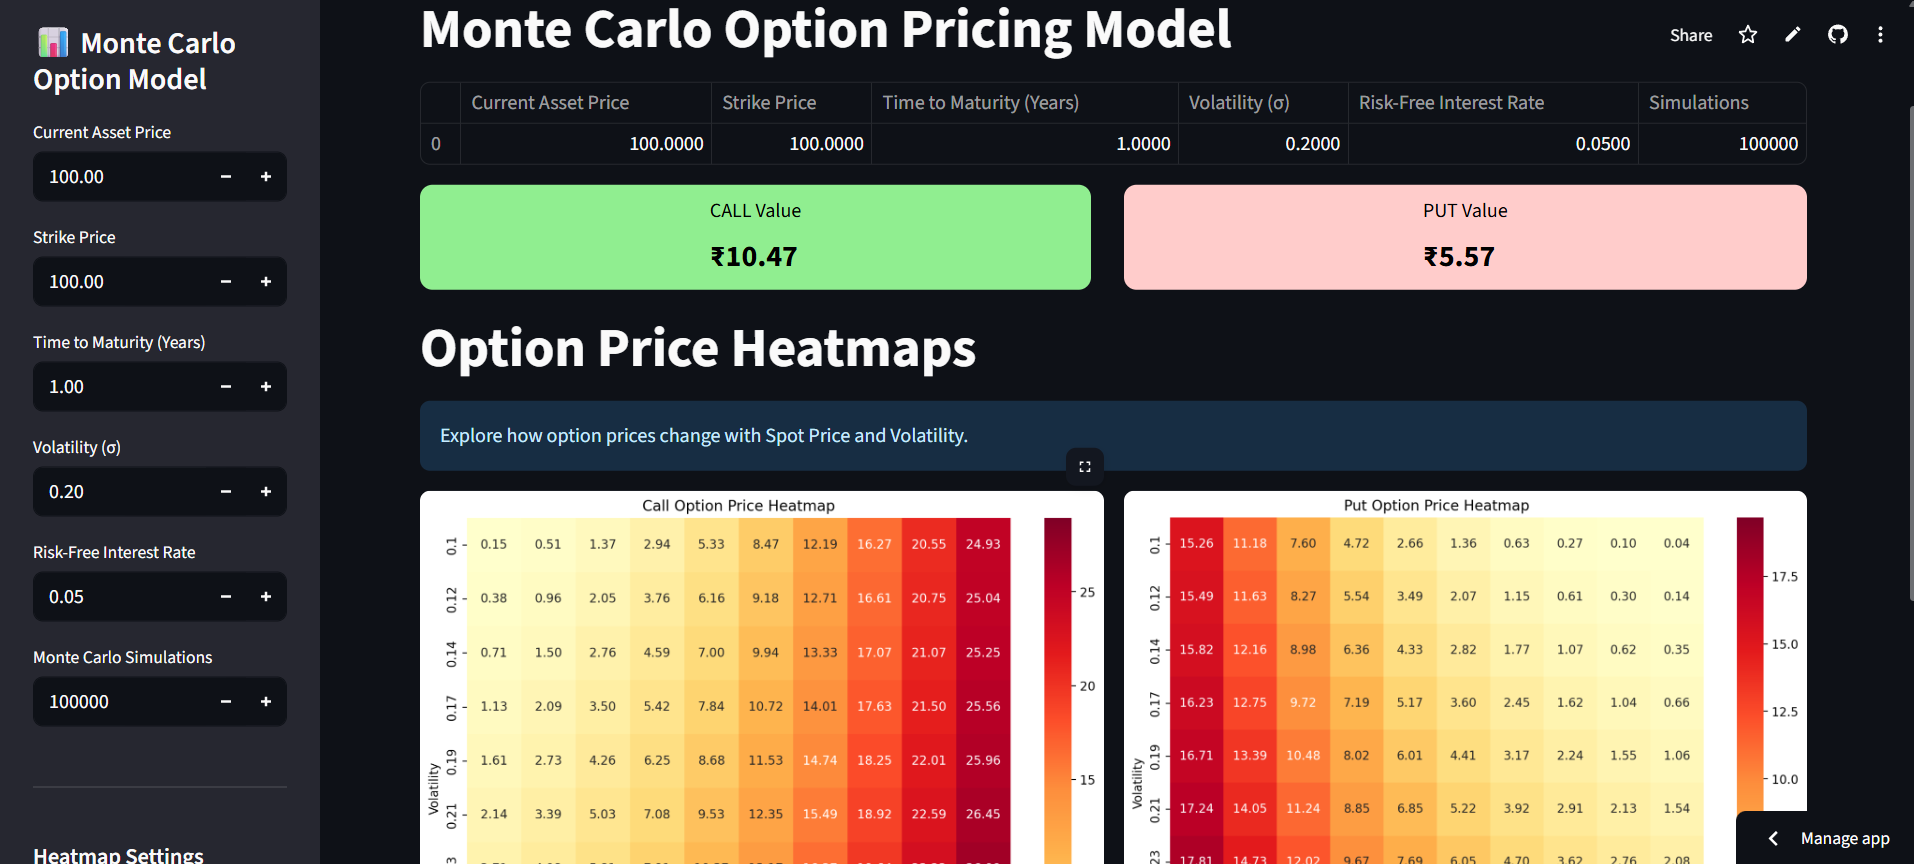 📊 Monte Carlo
Option Model
Current Asset Price
100.00
Strike Price
100.00
Time to Maturity (Years)
1.00
Volatility (σ)
0.20
Risk-Free Interest Rate
0.05
Monte Carlo Simulations
100000
Heatmap Settings
Share
Monte Carlo Option Pricing Model
Current Asset Price Strike Price Time to Maturity (Years) Volatility (σ) Risk-Free Interest Rate Simulations
0 100.0000 100.0000 1.0000 0.2000 0.0500 100000
CALL Value
₹10.47
PUT Value
₹5.57
Option Price Heatmaps
Explore how option prices change with Spot Price and Volatility.
Call Option Price Heatmap
0.1 0.15 0.51 1.37 2.94 5.33 8.47 12.19 16.27 20.55 24.93
0.12 0.38 0.96 2.05 3.76 6.16 9.18 12.71 16.61 20.75 25.04
0.14 0.71 1.50 2.76 4.59 7.00 9.94 13.33 17.07 21.07 25.25
0.17 1.13 2.09 3.50 5.42 7.84 10.72 14.01 17.63 21.50 25.56
0.19 1.61 2.73 4.26 6.25 8.68 11.53 14.74 18.25 22.01 25.96
0.21 2.14 3.39 5.03 7.08 9.53 12.35 15.49 18.92 22.59 26.45
Volatility
25
20
15
Put Option Price Heatmap
0.1 15.26 11.18 7.60 4.72 2.66 1.36 0.63 0.27 0.10 0.04
0.12 15.49 11.63 8.27 5.54 3.49 2.07 1.15 0.61 0.30 0.14
0.14 15.82 12.16 8.98 6.36 4.33 2.82 1.77 1.07 0.62 0.35
0.17 16.23 12.75 9.72 7.19 5.17 3.60 2.45 1.62 1.04 0.66
0.19 16.71 13.39 10.48 8.02 6.01 4.41 3.17 2.24 1.55 1.06
0.21 17.24 14.05 11.24 8.85 6.85 5.22 3.92 2.91 2.13 1.54
17.81 14.73 12.02 9.67 7.69 6.05 4.70 3.62 2.76 2.08
Volatility
17.5
15.0
12.5
10.0
Manage app